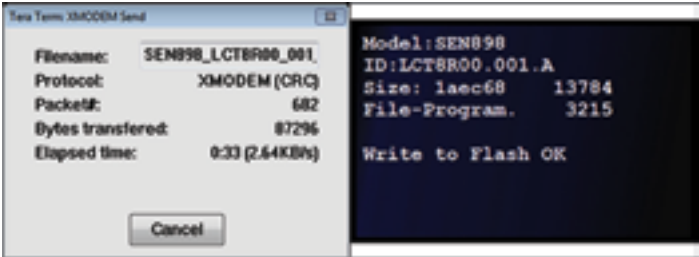 Tera Term: XMODEM Send
Filename: SEN898_LCT8R00_001_
Protocol: XMODEM (CRC)
Packet#: 682
Bytes transfered: 87296
Elapsed time: 0:33 (2.64KB/s)
Cancel
Model:SEN898
ID:LCT8R00.001.A
Size: 1aec68 13784
File-Program. 3215
Write to Flash OK